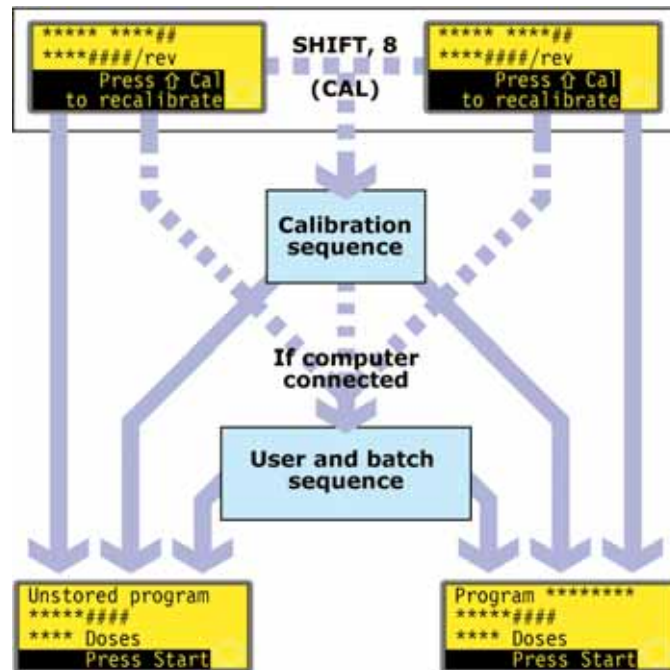 ***** ****##
****####/rev
Press ⇧ Cal
to recalibrate
SHIFT, 8
(CAL)
***** ****##
****####/rev
Press ⇧ Cal
to recalibrate
Calibration
sequence
If computer
connected
User and batch
sequence
Unstored program
*****####
**** Doses
Press Start
Program ********
*****####
**** Doses
Press Start